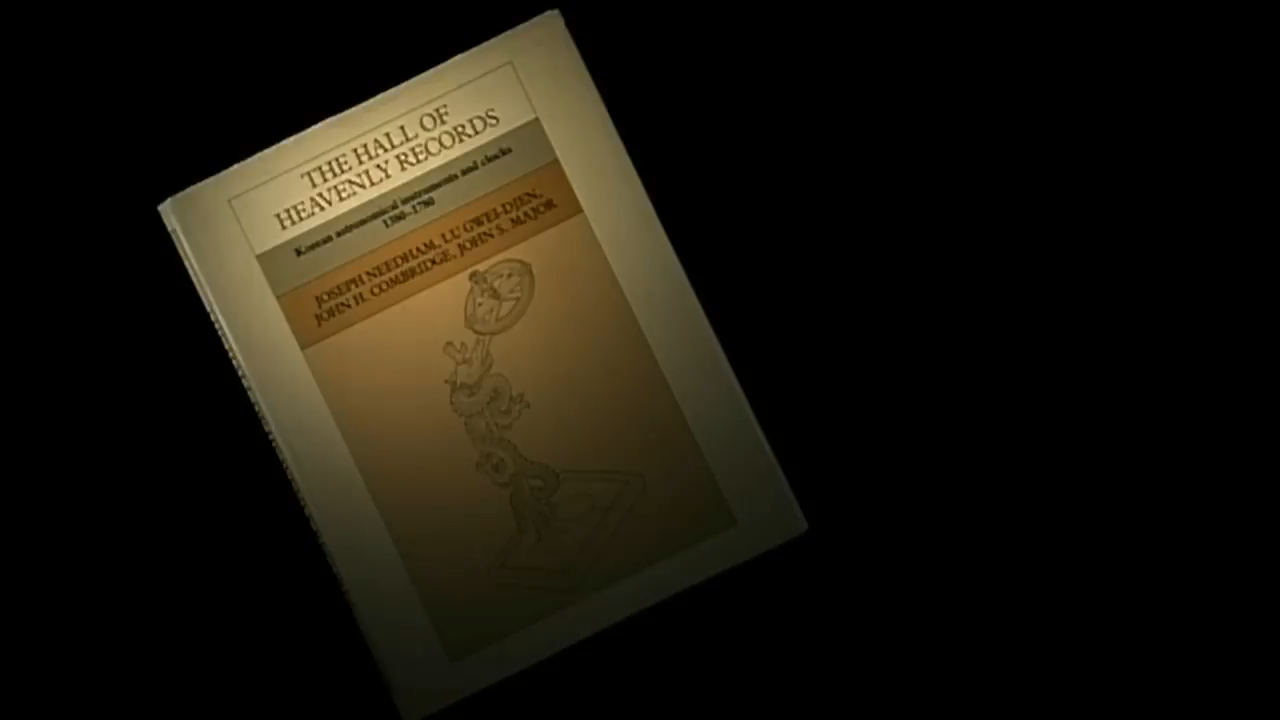 THE HALL OF
HEAVENLY RECORDS
Korean astronomical instruments and clocks
1380–1780
JOSEPH NEEDHAM, LU GWEI-DJEN,
JOHN H. COMBRIDGE, JOHN S. MAJOR